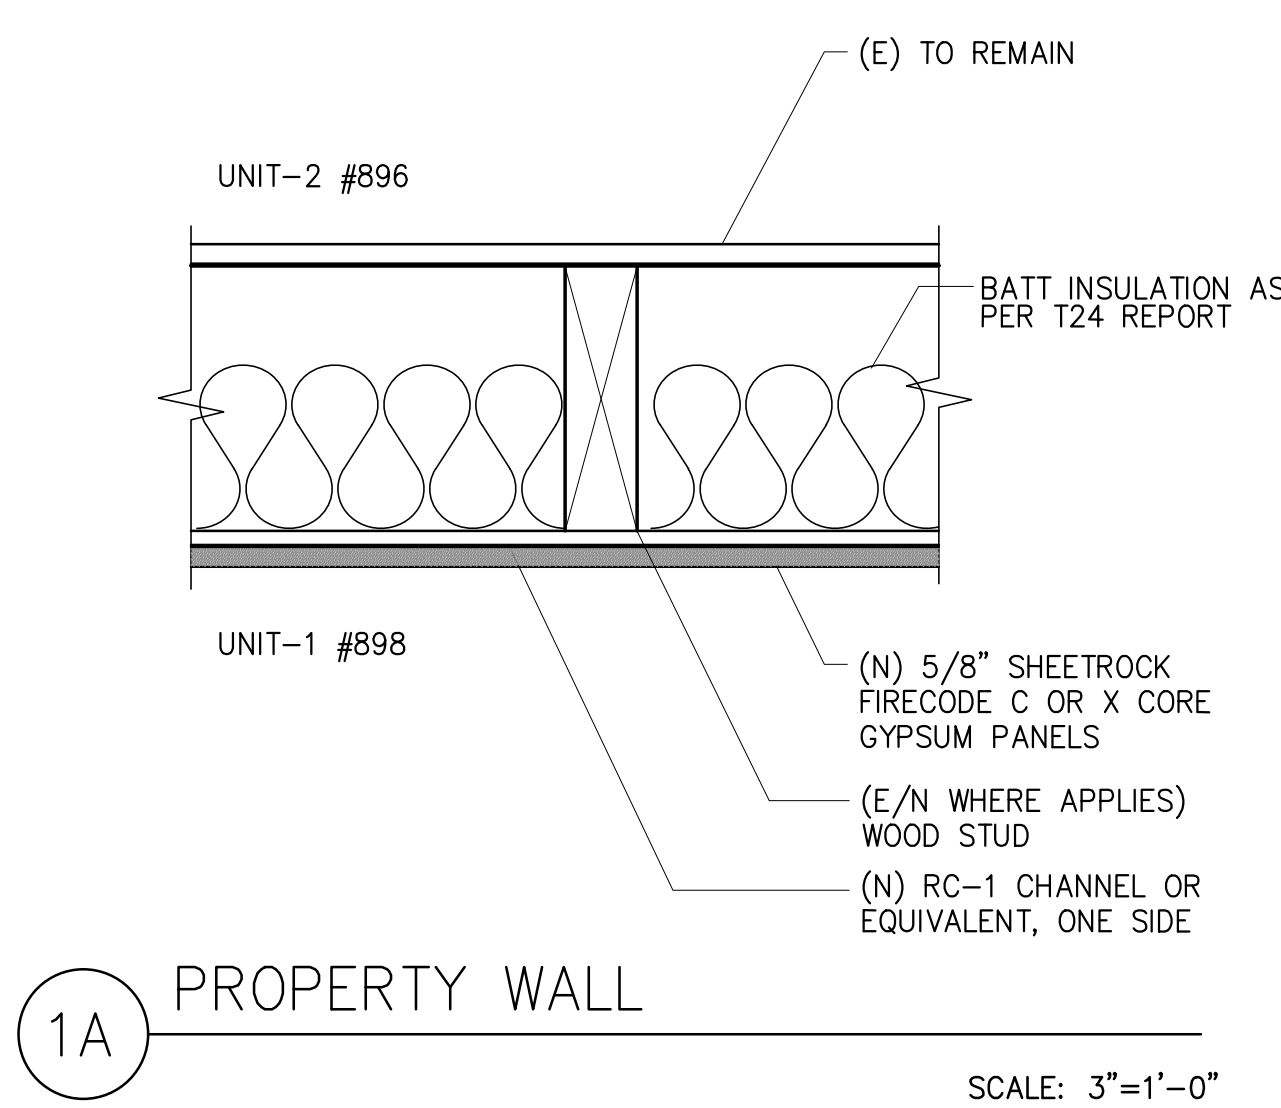 (E) TO REMAIN
UNIT-2 #896
BATT INSULATION AS
PER T24 REPORT
UNIT-1 #898
(N) 5/8" SHEETROCK
FIRECODE C OR X CORE
GYPSUM PANELS
(E/N WHERE APPLIES)
WOOD STUD
(N) RC-1 CHANNEL OR
EQUIVALENT, ONE SIDE
1A
PROPERTY WALL
SCALE: 3"=1'-0"